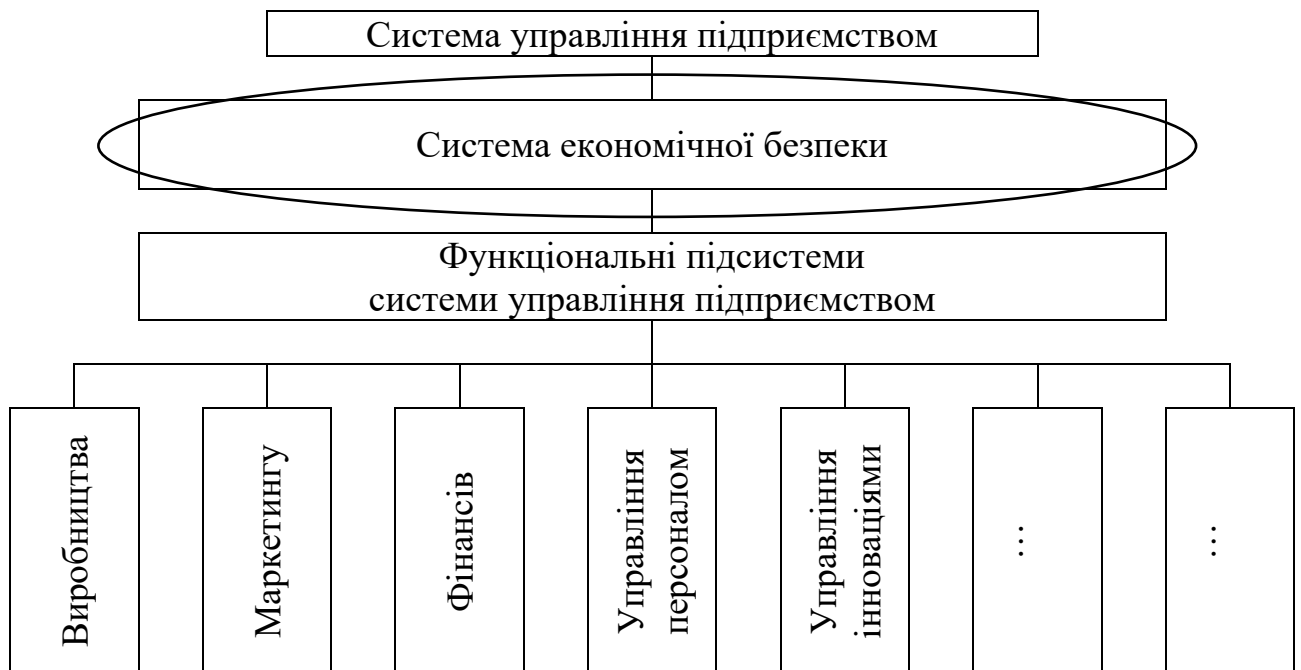 Система управління підприємством
Система економічної безпеки
Функціональні підсистеми
системи управління підприємством
Виробництва
Маркетингу
Фінансів
Управління
персоналом
Управління
інноваціями
…
…